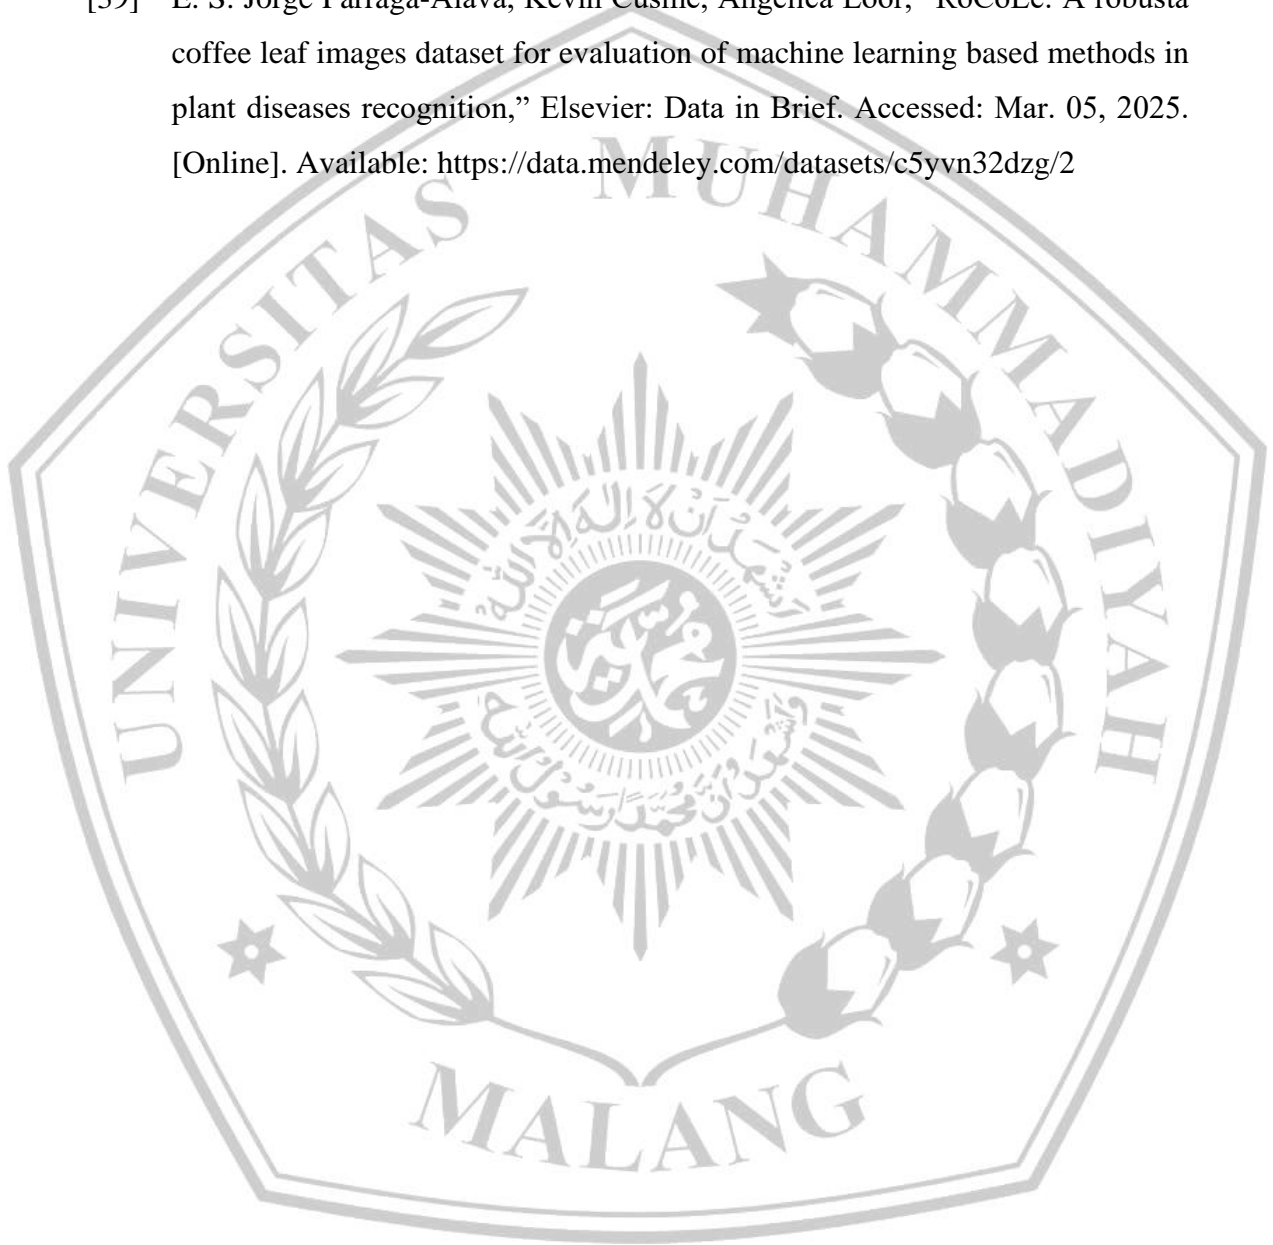 E. S. Jorge Parraga-Alava, Kevin Cusme, Loor, “RoCoLe: A robusta
coffee leaf images dataset for evaluation of machine learning based methods in
plant diseases recognition,” Elsevier: Data in Brief. Accessed: Mar. 05, 2025.
[Online]. Available: https://data.mendeley.com/datasets/c5yvn32dzg/2
UNIVERSITAS MUHAMMADIYAH
اَشْهَدُ اَنْ لَا اِلٰهَ اِلَّا اللهُ
وَاَشْهَدُ اَنَّ مُحَمَّدًا رَسُوْلُ اللهِ
MALANG